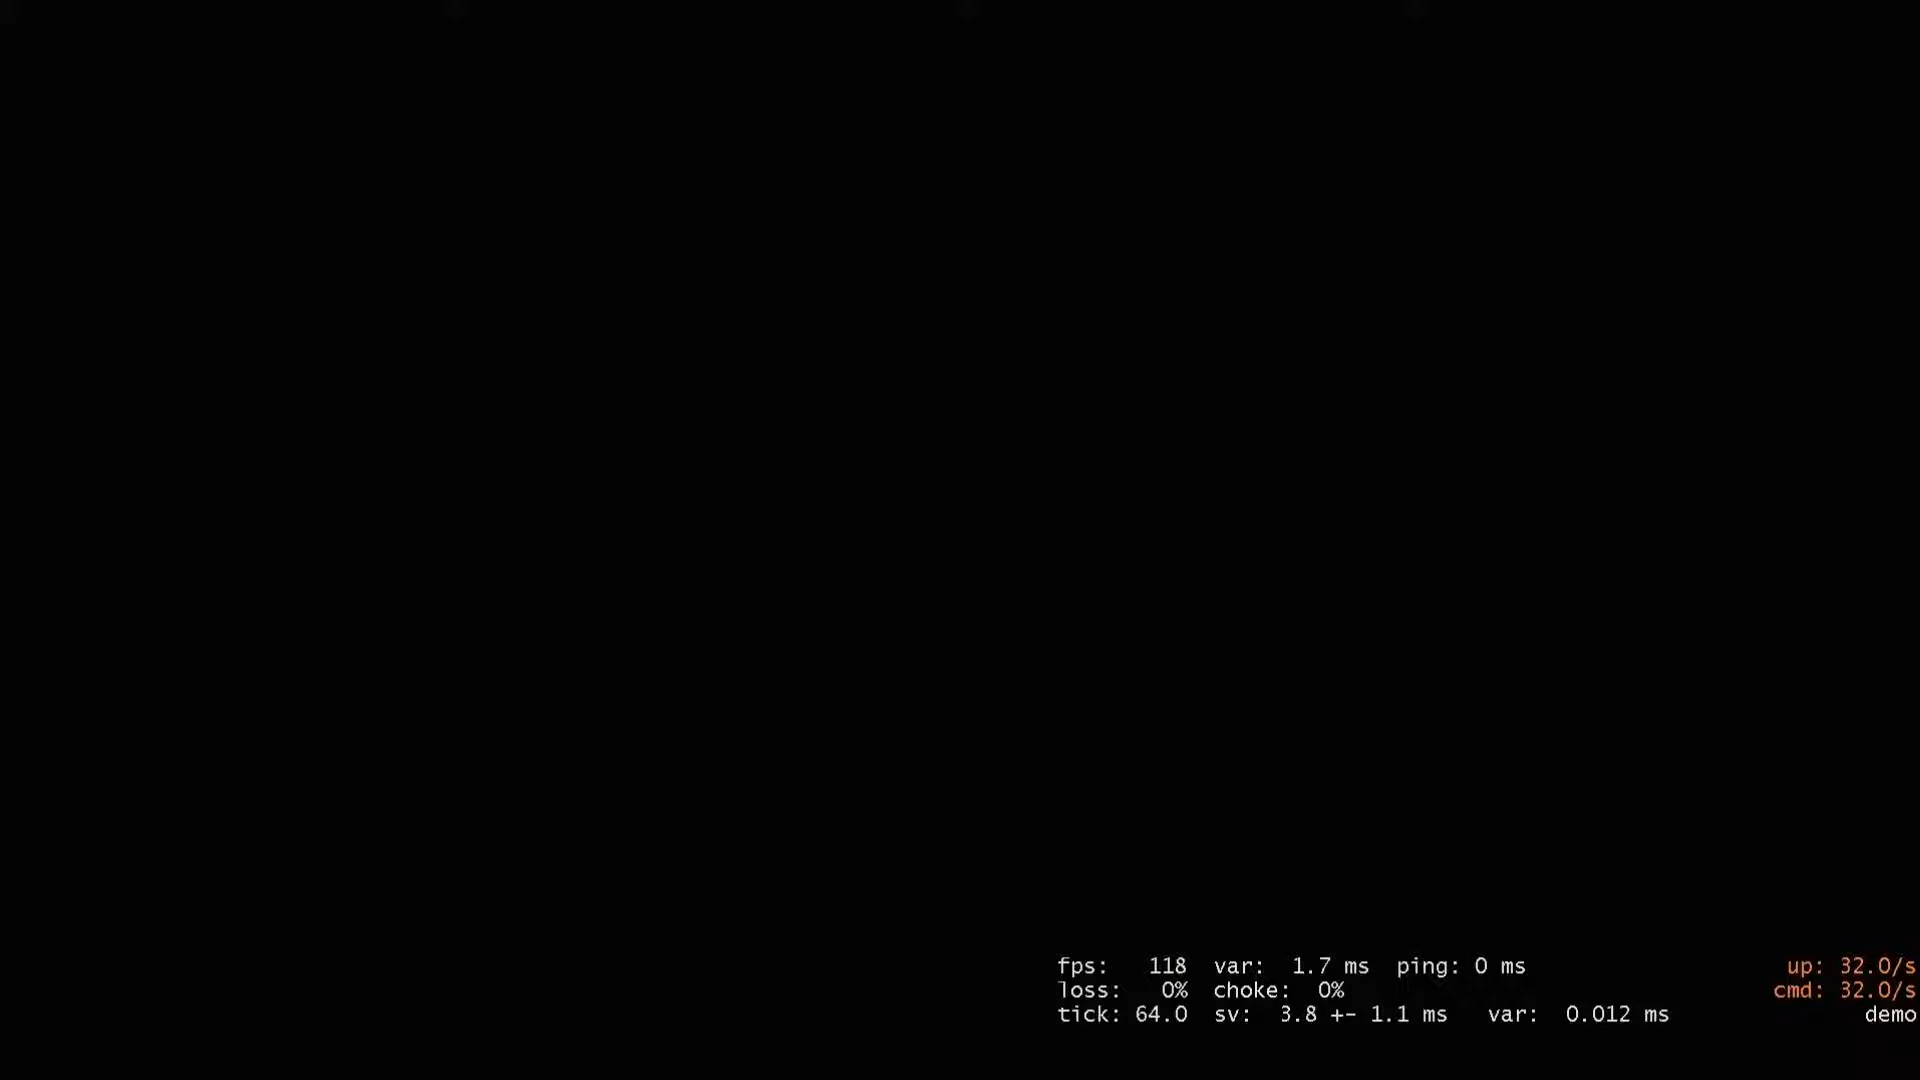 fps: 118 var: 1.7 ms ping: 0 ms up: 32.0/s
loss: 0% choke: 0% cmd: 32.0/s
tick: 64.0 sv: 3.8 +- 1.1 ms var: 0.012 ms demo